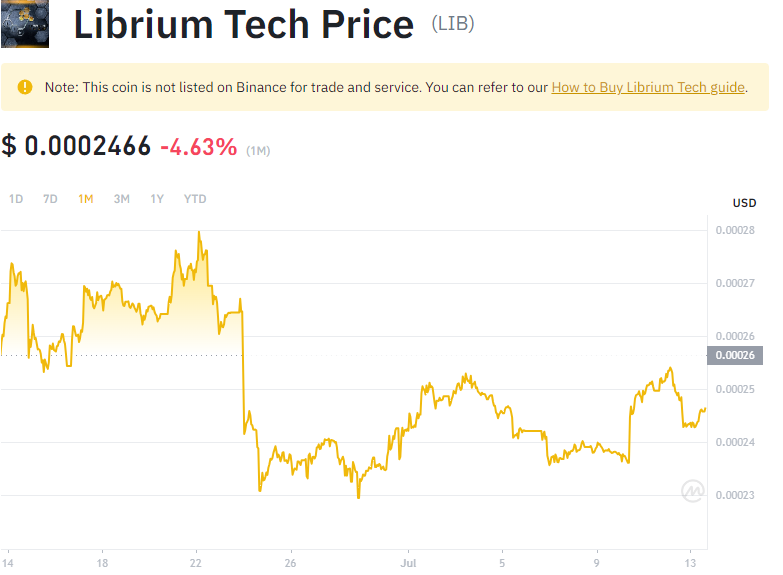 Librium Tech Price (LIB)
Note: This coin is not listed on Binance for trade and service. You can refer to our How to Buy Librium Tech guide.
$ 0.0002466 -4.63% (1M)
1D 7D 1M 3M 1Y YTD
USD
0.00028
0.00027
0.00026
0.00026
0.00025
0.00024
0.00023
14 18 22 26 Jul 5 9 13